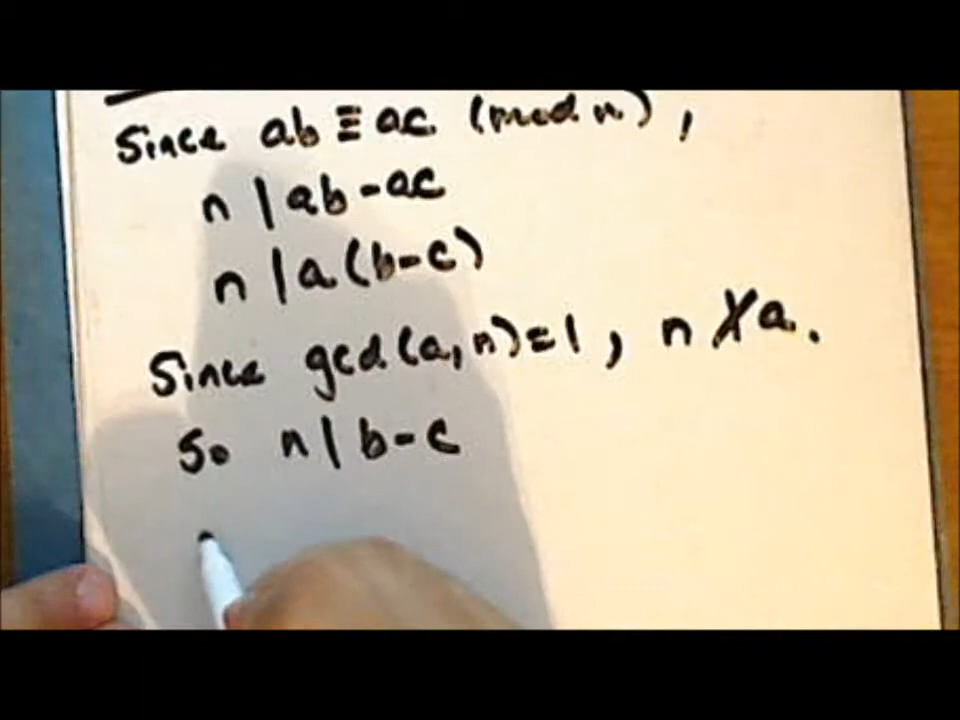 Since ab ≡ ac (mod n),
n | ab - ac
n | a(b-c)
Since gcd(a,n)=1, n ∤ a.
So n | b-c